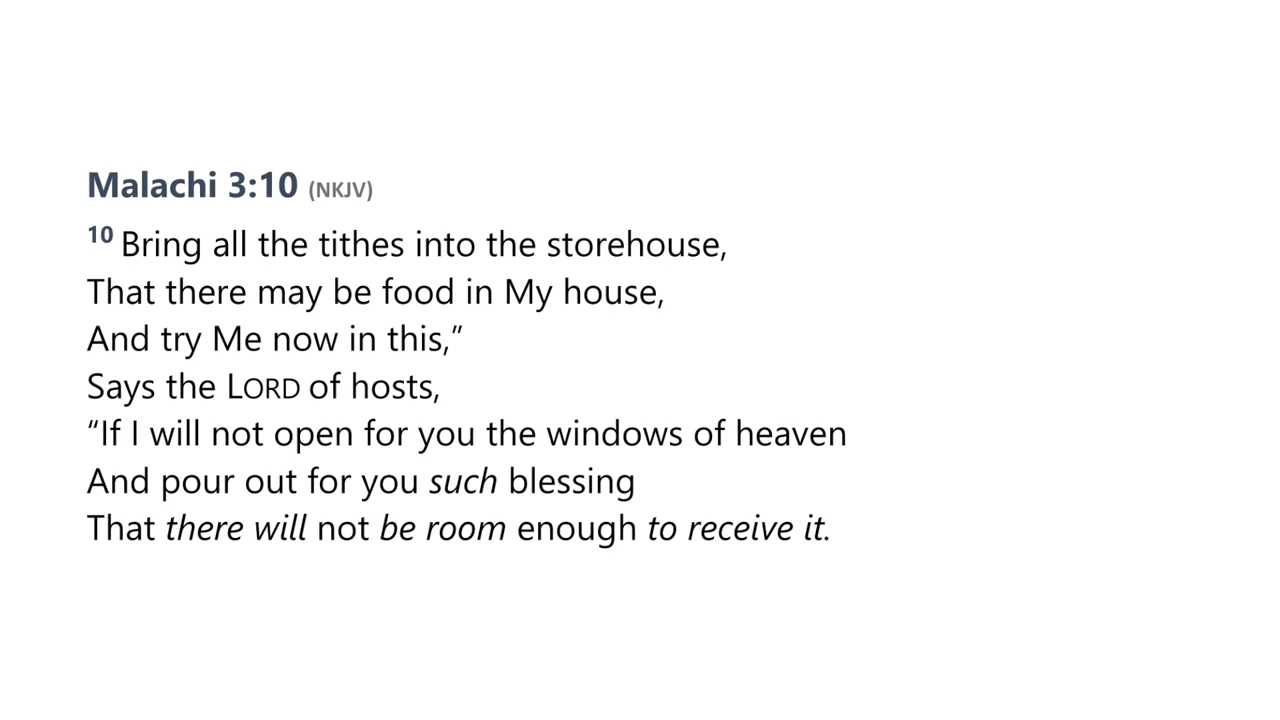 Malachi 3:10 (NKJV)
10 Bring all the tithes into the storehouse,
That there may be food in My house,
And try Me now in this,”
Says the LORD of hosts,
“If I will not open for you the windows of heaven
And pour out for you such blessing
That there will not be room enough to receive it.